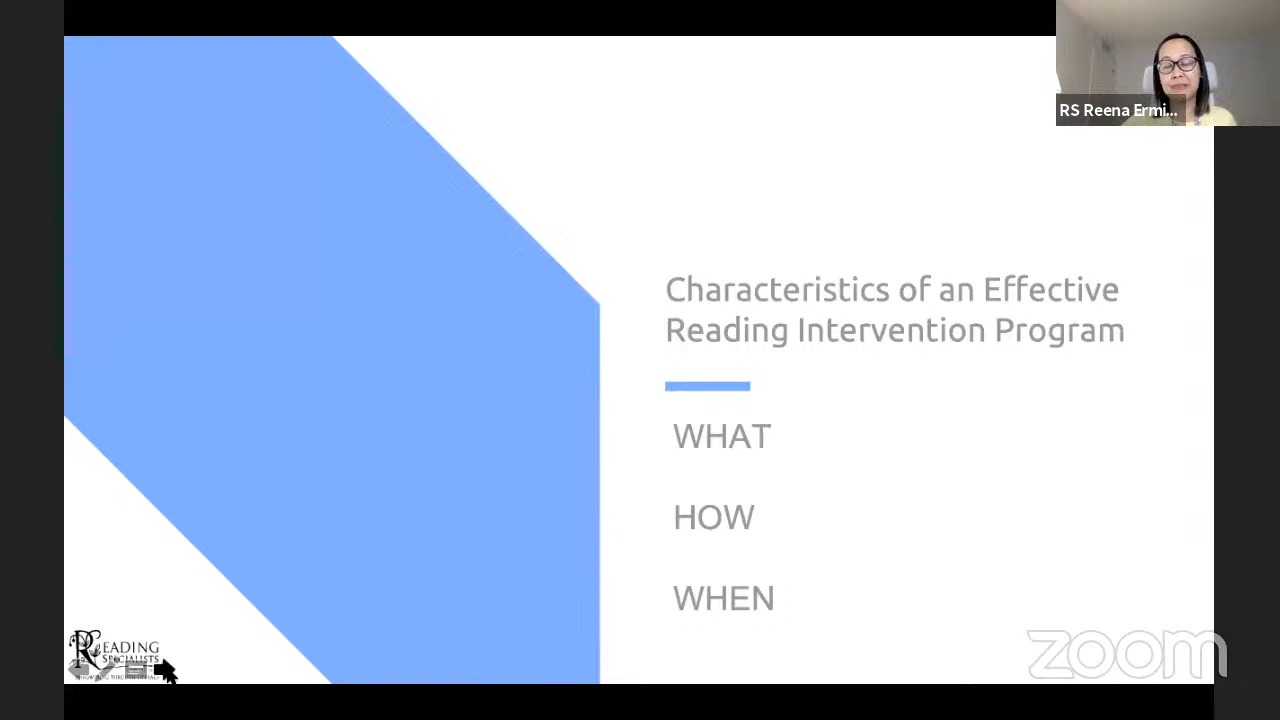 RS Reena Ermi...
Characteristics of an Effective
Reading Intervention Program
WHAT
HOW
WHEN
READING
SPECIALISTS
zoom